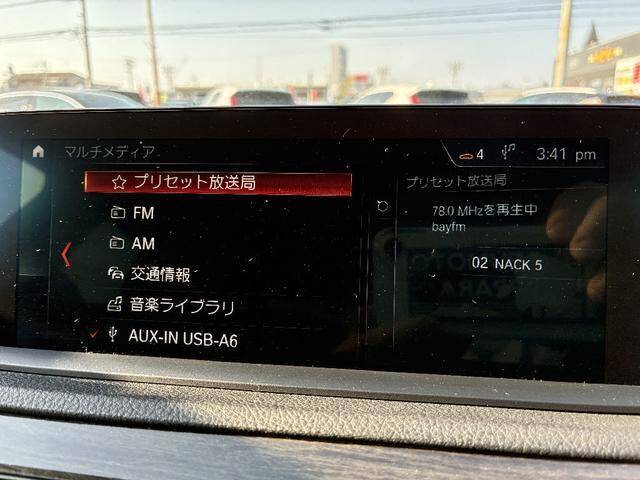 マルチメディア
4
3:41 pm
プリセット放送局
FM
AM
交通情報
音楽ライブラリ
AUX-IN USB-A6
プリセット放送局
78.0 MHzを再生中
bayfm
02 NACK 5